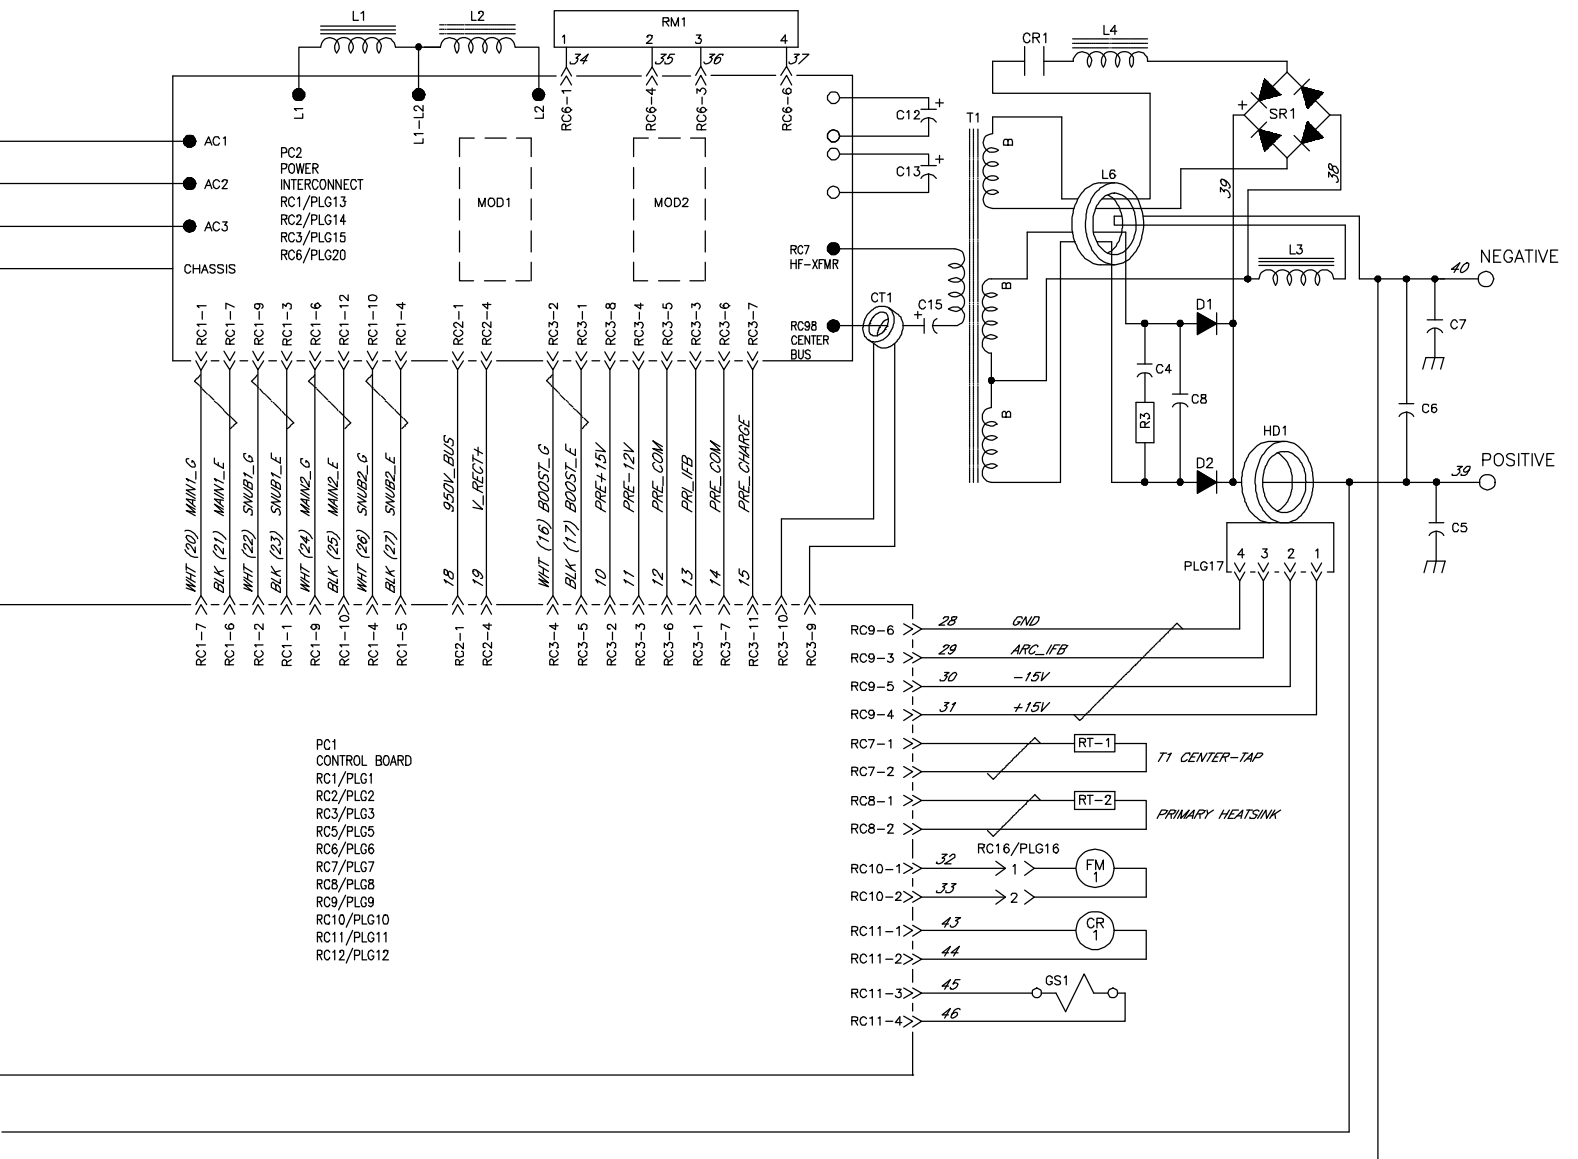 L1
L2
RM1
1
2
3
4
34
35
36
37
L1
L1-L2
L2
RC6-1
RC6-4
RC6-3
RC6-6
CR1
L4
T1
B
SR1
+
C12
+
C13
+
AC1
AC2
AC3
CHASSIS
PC2
POWER
INTERCONNECT
RC1/PLG13
RC2/PLG14
RC3/PLG15
RC6/PLG20
MOD1
MOD2
RC7
HF-XFMR
RC98
CENTER
BUS
CT1
C15
+
L6
39
38
L3
B
B
D1
D2
C4
R3
C8
C7
C6
C5
HD1
40
NEGATIVE
39
POSITIVE
RC1-1
RC1-7
RC1-9
RC1-3
RC1-6
RC1-12
RC1-10
RC1-4
RC2-1
RC2-4
RC3-2
RC3-1
RC3-8
RC3-4
RC3-5
RC3-3
RC3-6
RC3-7
WHT (20) MAIN1_G
BLK (21) MAIN1_E
WHT (22) SNUB1_G
BLK (23) SNUB1_E
WHT (24) MAIN2_G
BLK (25) MAIN2_E
WHT (26) SNUB2_G
BLK (27) SNUB2_E
18 950V_BUS
19 V_RECT+
WHT (16) BOOST_G
BLK (17) BOOST_E
10 PRE+15V
11 PRE-12V
12 PRE_COM
13 PRI_IFB
14 PRE_COM
15 PRE_CHARGE
RC1-7
RC1-6
RC1-2
RC1-1
RC1-9
RC1-10
RC1-4
RC1-5
RC2-1
RC2-4
RC3-4
RC3-5
RC3-2
RC3-3
RC3-6
RC3-1
RC3-7
RC3-11
RC3-10
RC3-9
PLG17
4
3
2
1
RC9-6
28
GND
RC9-3
29
ARC_IFB
RC9-5
30
-15V
RC9-4
31
+15V
RC7-1
RT-1
RC7-2
T1 CENTER-TAP
RC8-1
RT-2
RC8-2
PRIMARY HEATSINK
RC16/PLG16
RC10-1
32
1
FM
1
RC10-2
33
2
RC11-1
43
CR
1
RC11-2
44
RC11-3
45
GS1
RC11-4
46
PC1
CONTROL BOARD
RC1/PLG1
RC2/PLG2
RC3/PLG3
RC5/PLG5
RC6/PLG6
RC7/PLG7
RC8/PLG8
RC9/PLG9
RC10/PLG10
RC11/PLG11
RC12/PLG12